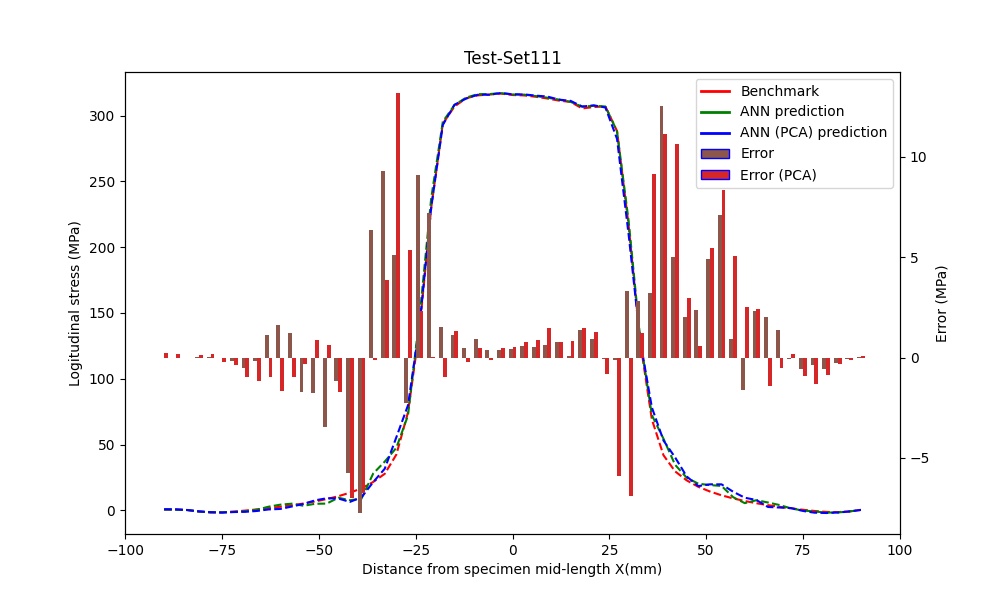 Test-Set111
Benchmark
ANN prediction
ANN (PCA) prediction
Error
Error (PCA)
300
250
200
150
100
50
0
Logitudinal stress (MPa)
10
5
0
−5
Error (MPa)
−100 −75 −50 −25 0 25 50 75 100
Distance from specimen mid-length X(mm)